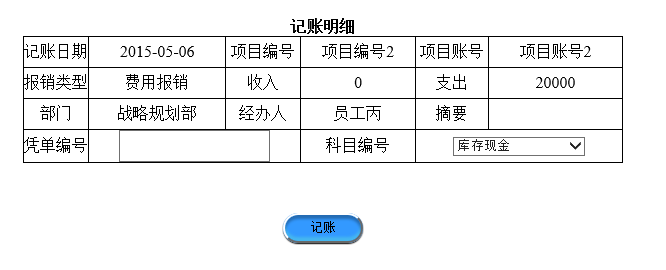 记账明细
记账日期 2015-05-06 项目编号 项目编号2 项目账号 项目账号2
报销类型 费用报销 收入 0 支出 20000
部门 战略规划部 经办人 员工丙 摘要
凭单编号 科目编号 库存现金
记账